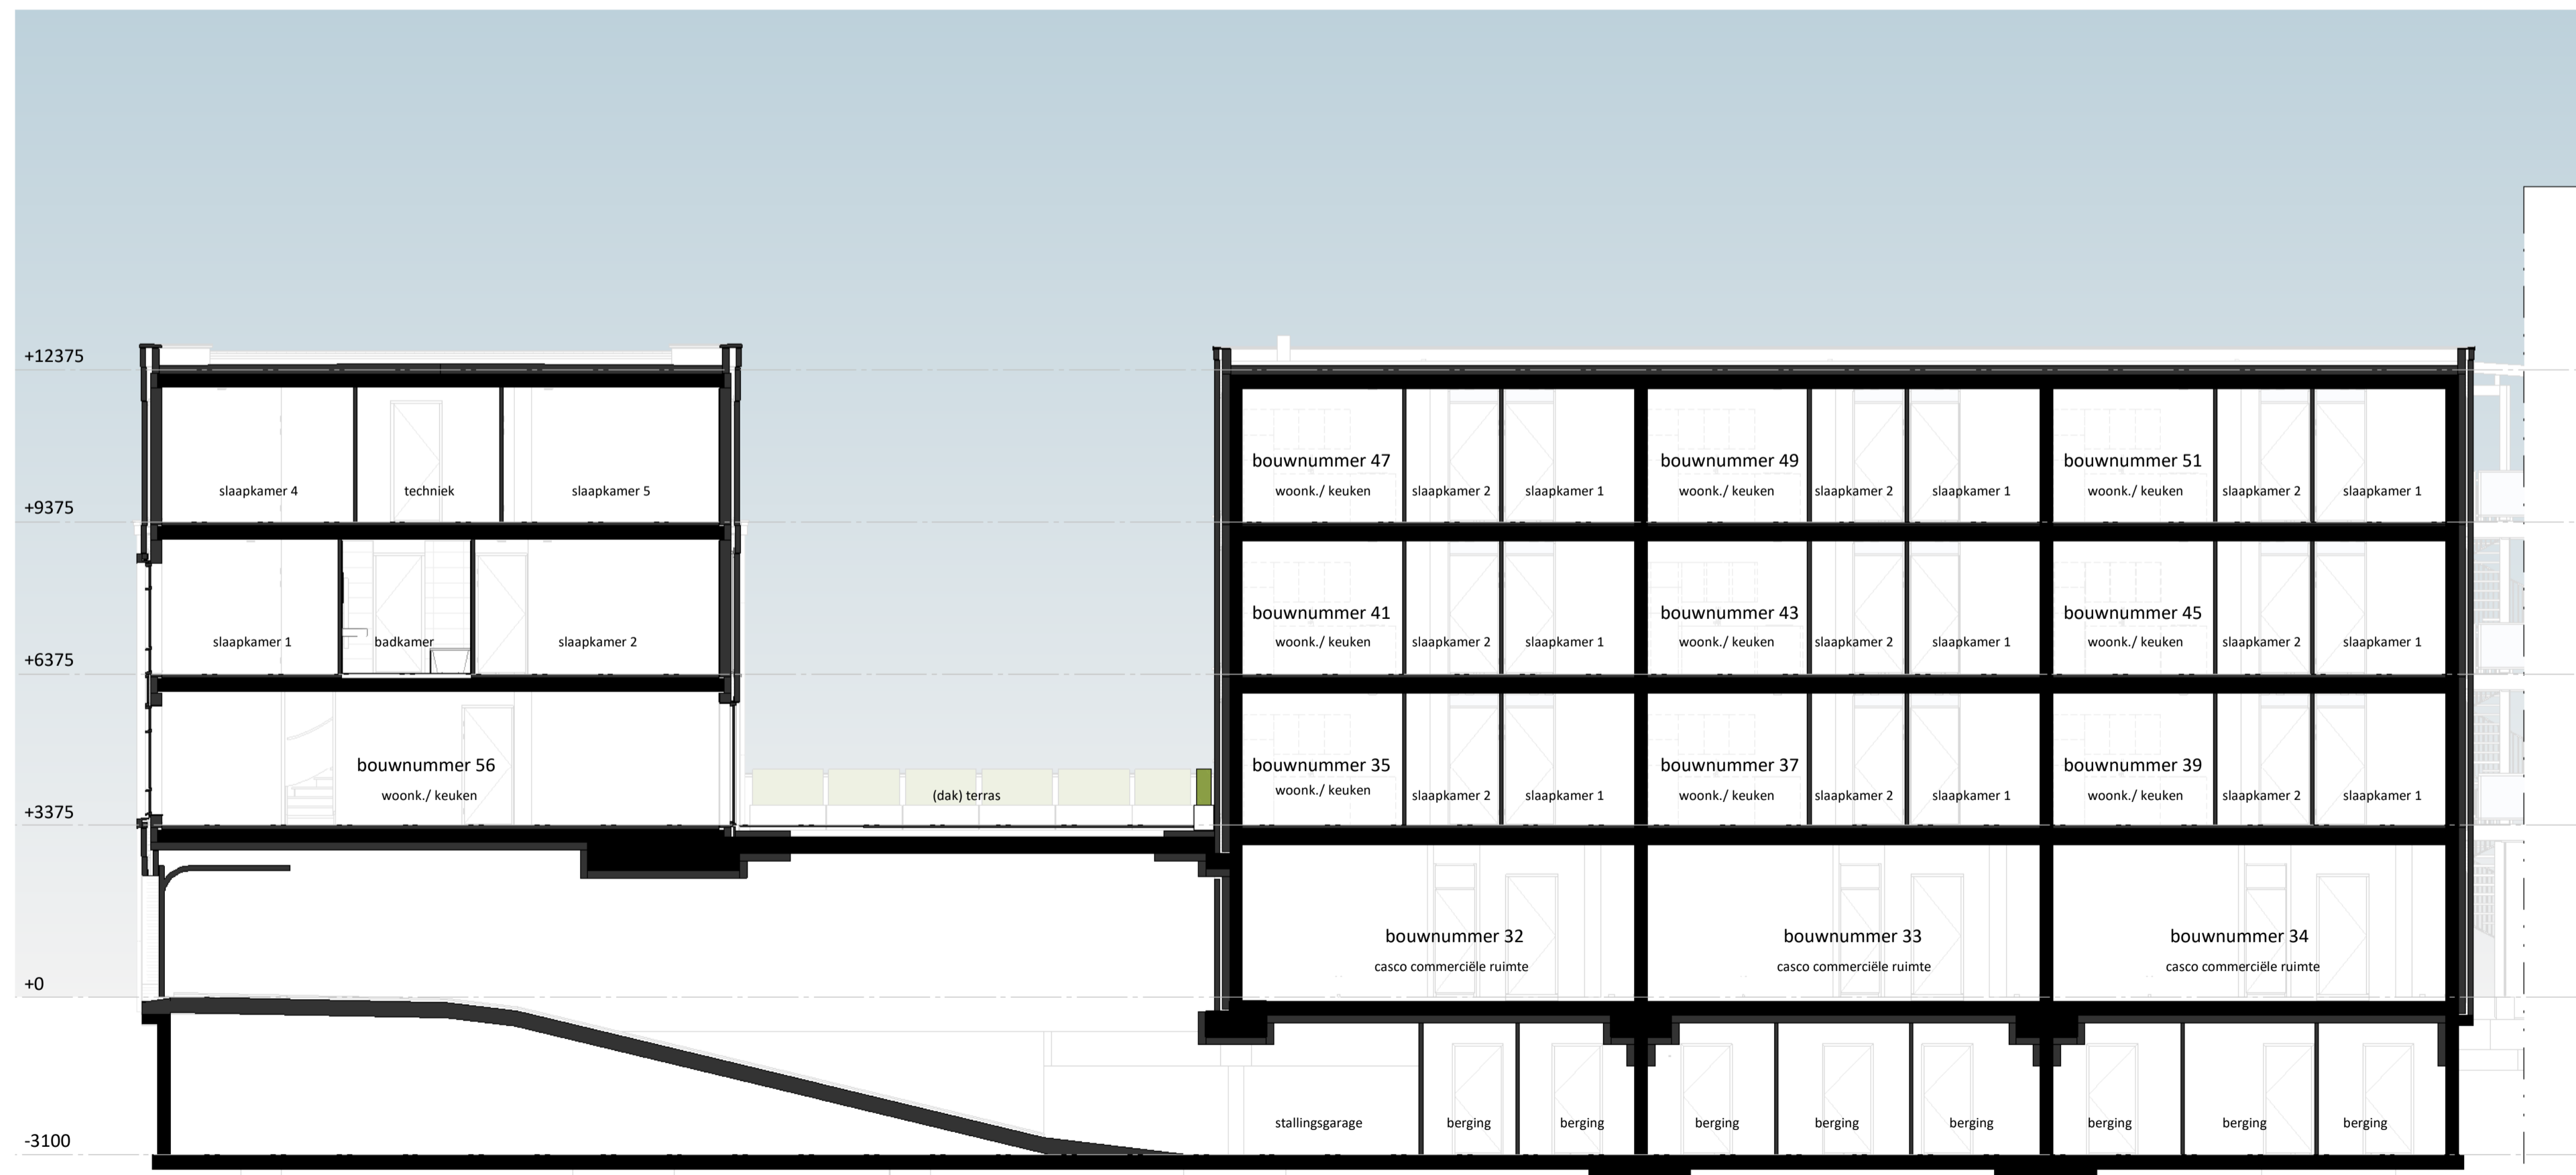 +12375
bouwnummer 47 bouwnummer 49 bouwnummer 51
slaapkamer 4 techniek slaapkamer 5 woonk./ keuken slaapkamer 2 slaapkamer 1 woonk./ keuken slaapkamer 2 slaapkamer 1 woonk./ keuken slaapkamer 2 slaapkamer 1
+9375
bouwnummer 41 bouwnummer 43 bouwnummer 45
slaapkamer 1 badkamer slaapkamer 2 woonk./ keuken slaapkamer 2 slaapkamer 1 woonk./ keuken slaapkamer 2 slaapkamer 1 woonk./ keuken slaapkamer 2 slaapkamer 1
+6375
bouwnummer 56 bouwnummer 35 bouwnummer 37 bouwnummer 39
woonk./ keuken (dak) terras woonk./ keuken slaapkamer 2 slaapkamer 1 woonk./ keuken slaapkamer 2 slaapkamer 1 woonk./ keuken slaapkamer 2 slaapkamer 1
+3375
bouwnummer 32 bouwnummer 33 bouwnummer 34
casco commerciële ruimte casco commerciële ruimte casco commerciële ruimte
+0
stallingsgarage berging berging berging berging berging berging berging berging
-3100